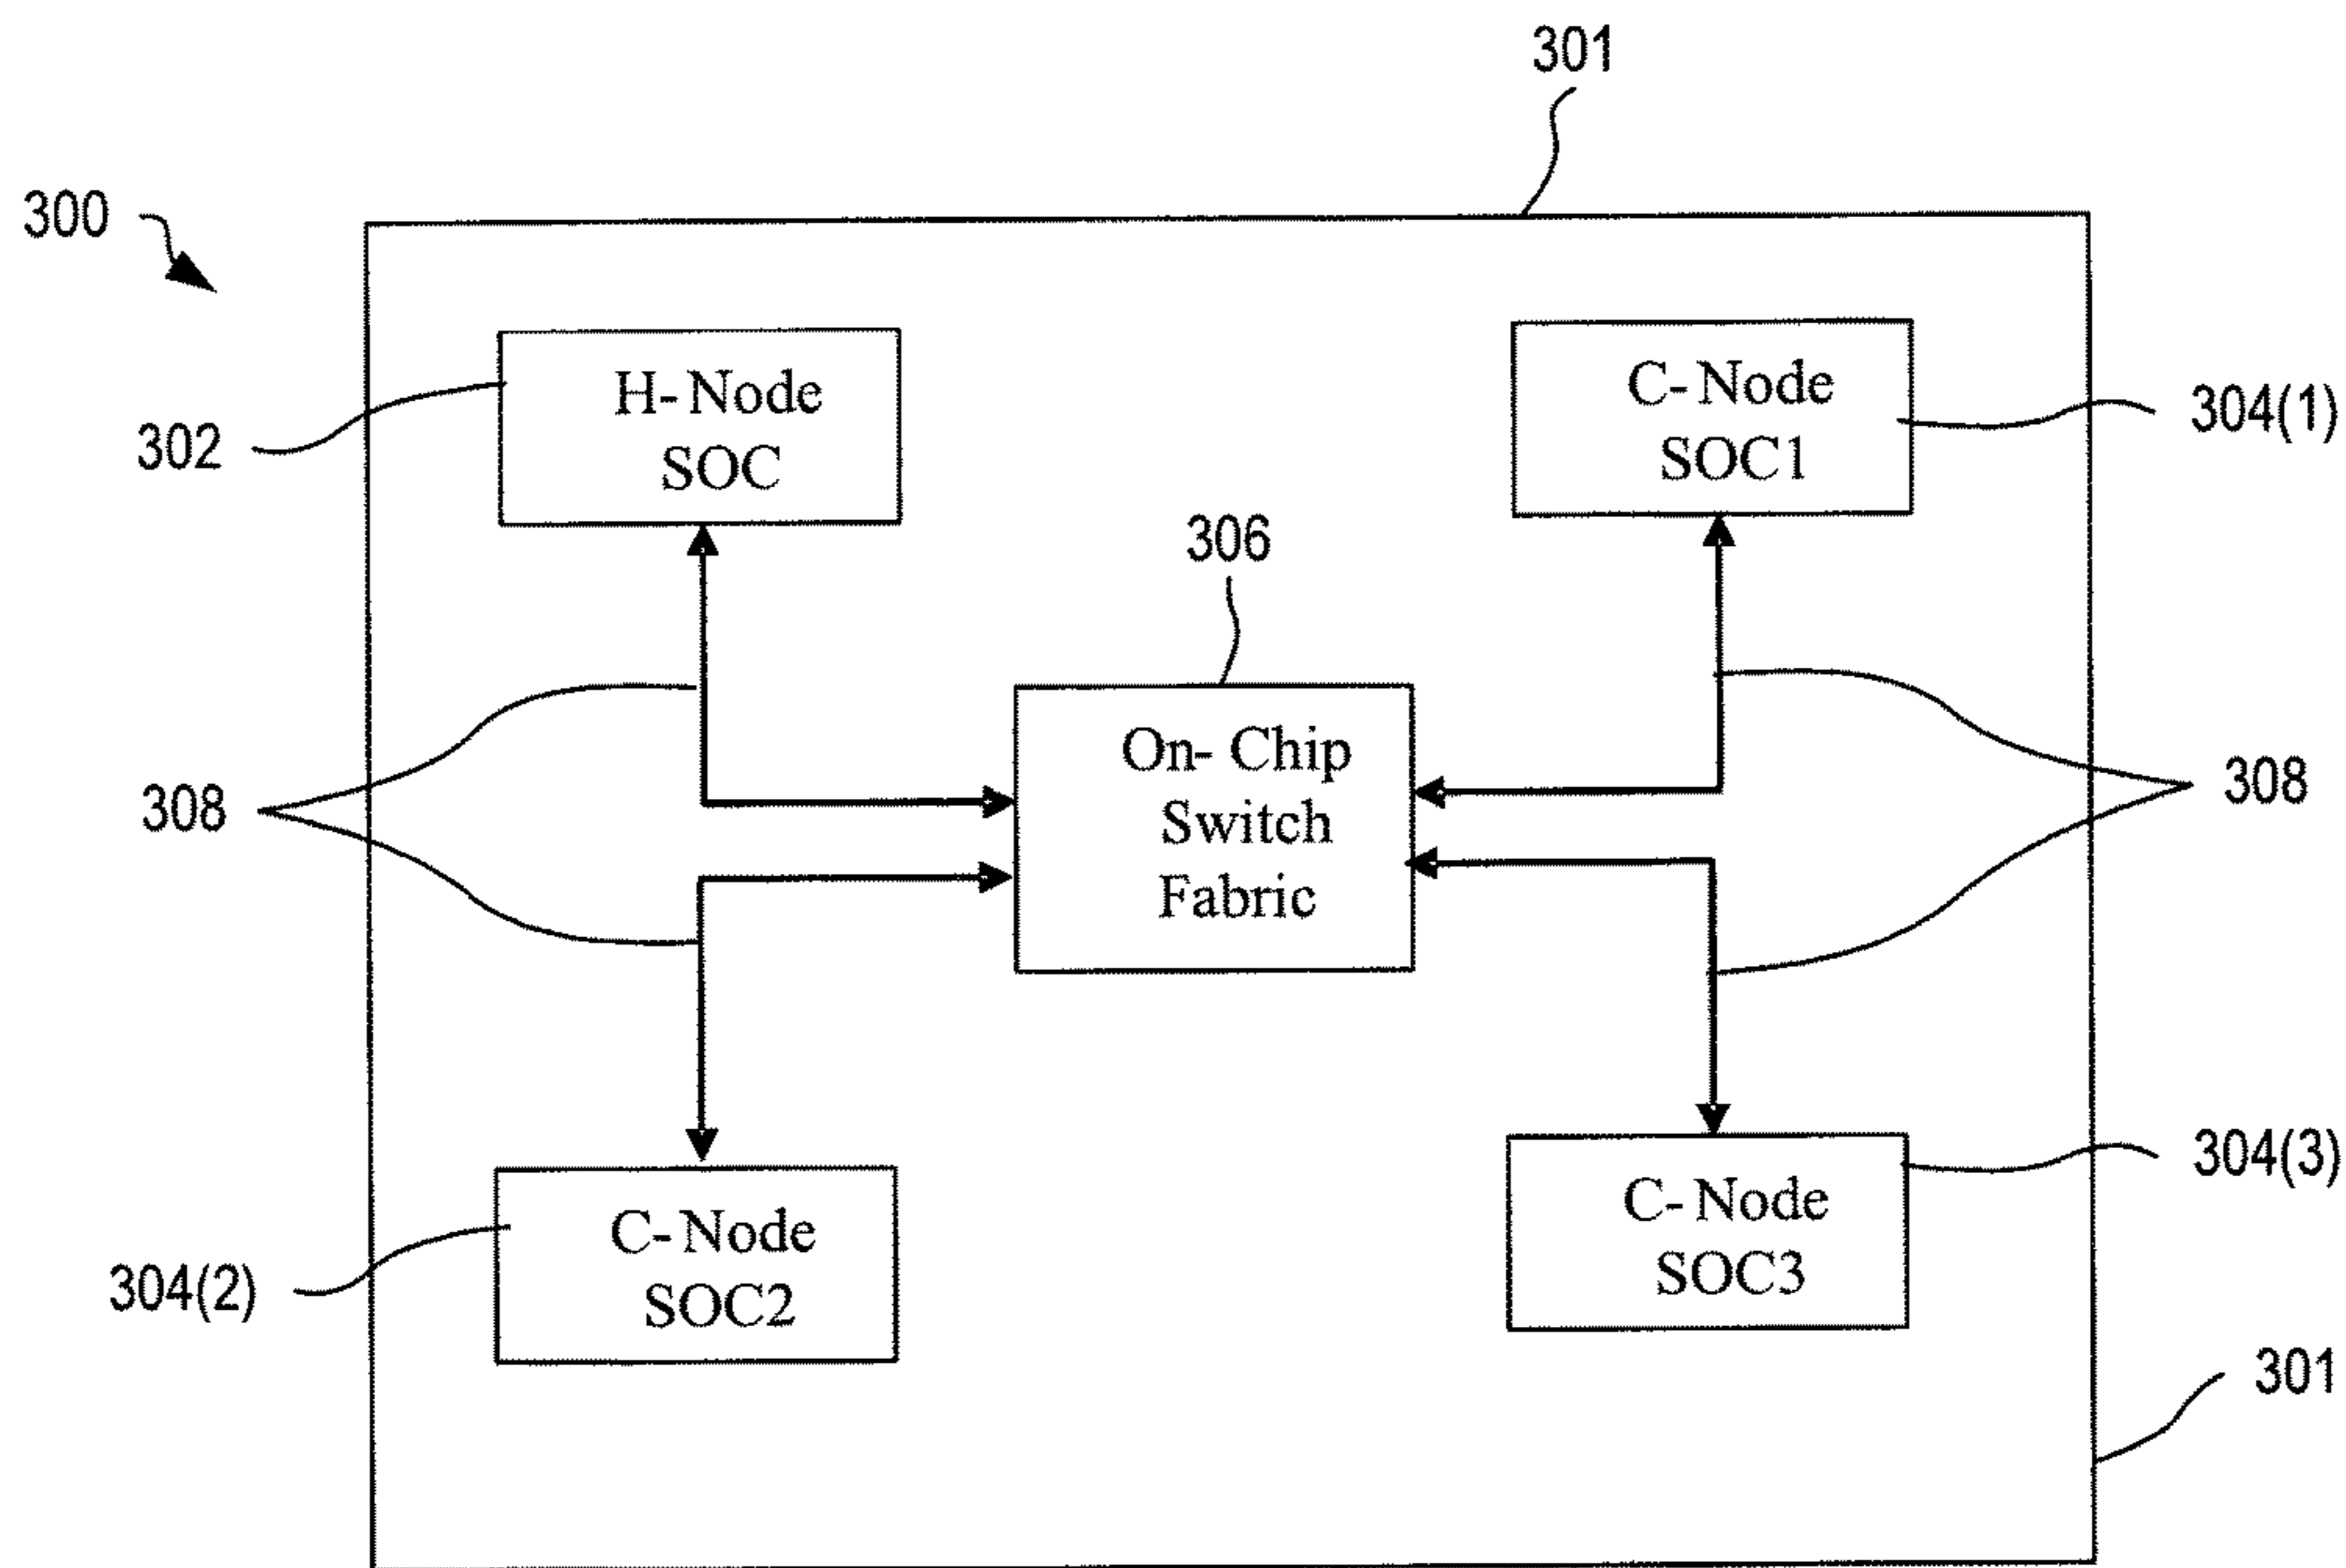 301
300
H- Node
SOC
302
C- Node
SOC1
304(1)
306
On- Chip
Switch
Fabric
308
308
C- Node
SOC2
304(2)
C- Node
SOC3
304(3)
301